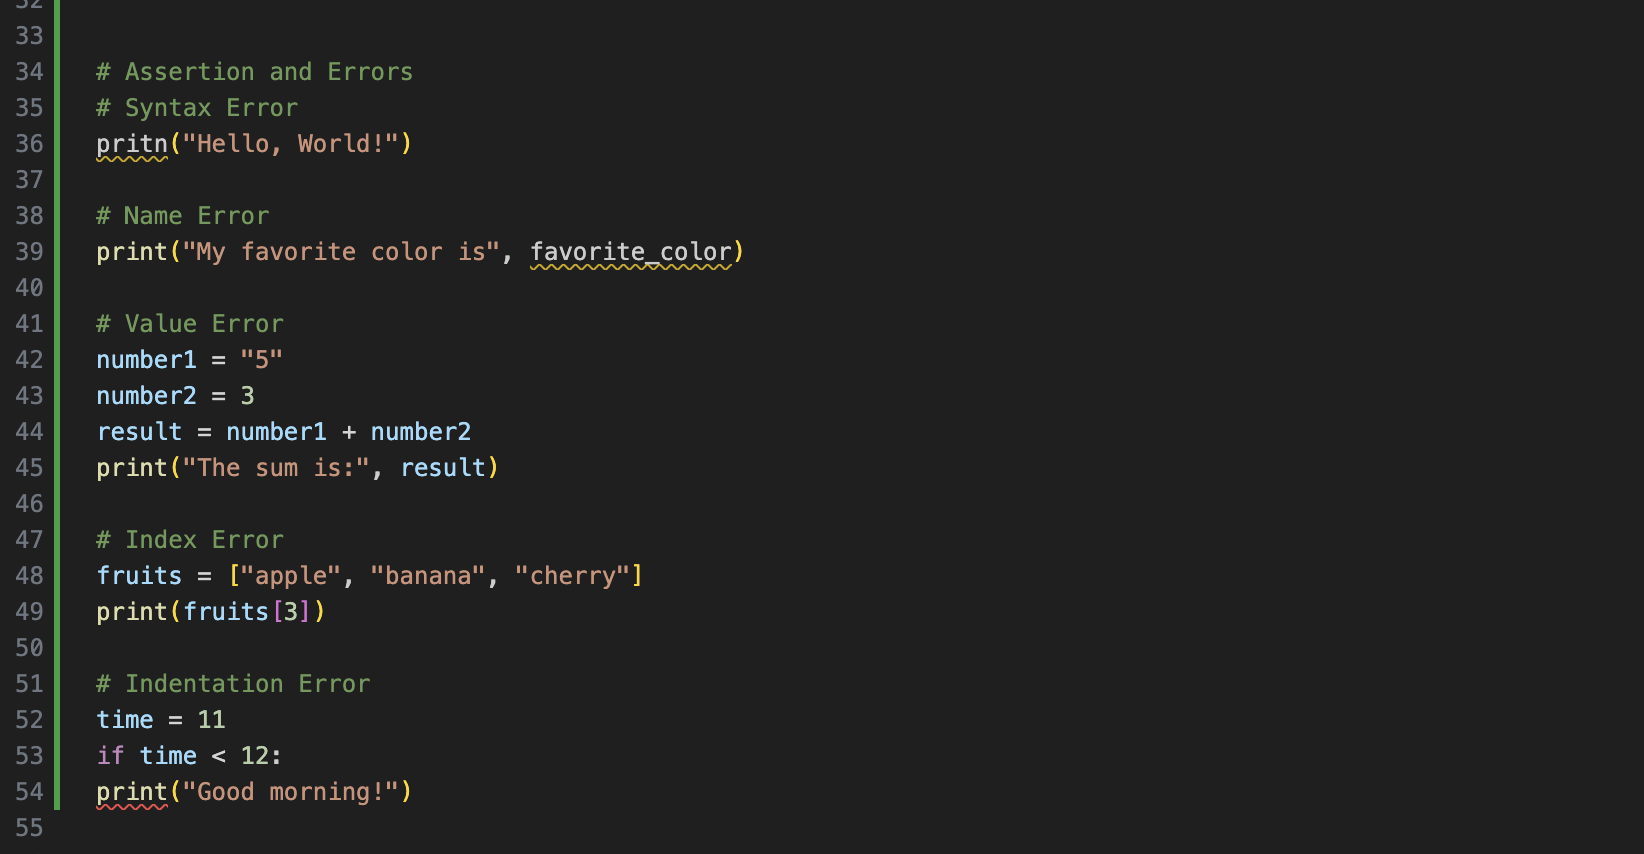 32
33
34 # Assertion and Errors
35 # Syntax Error
36 pritn("Hello, World!")
37
38 # Name Error
39 print("My favorite color is", favorite_color)
40
41 # Value Error
42 number1 = "5"
43 number2 = 3
44 result = number1 + number2
45 print("The sum is:", result)
46
47 # Index Error
48 fruits = ["apple", "banana", "cherry"]
49 print(fruits[3])
50
51 # Indentation Error
52 time = 11
53 if time < 12:
54 print("Good morning!")
55